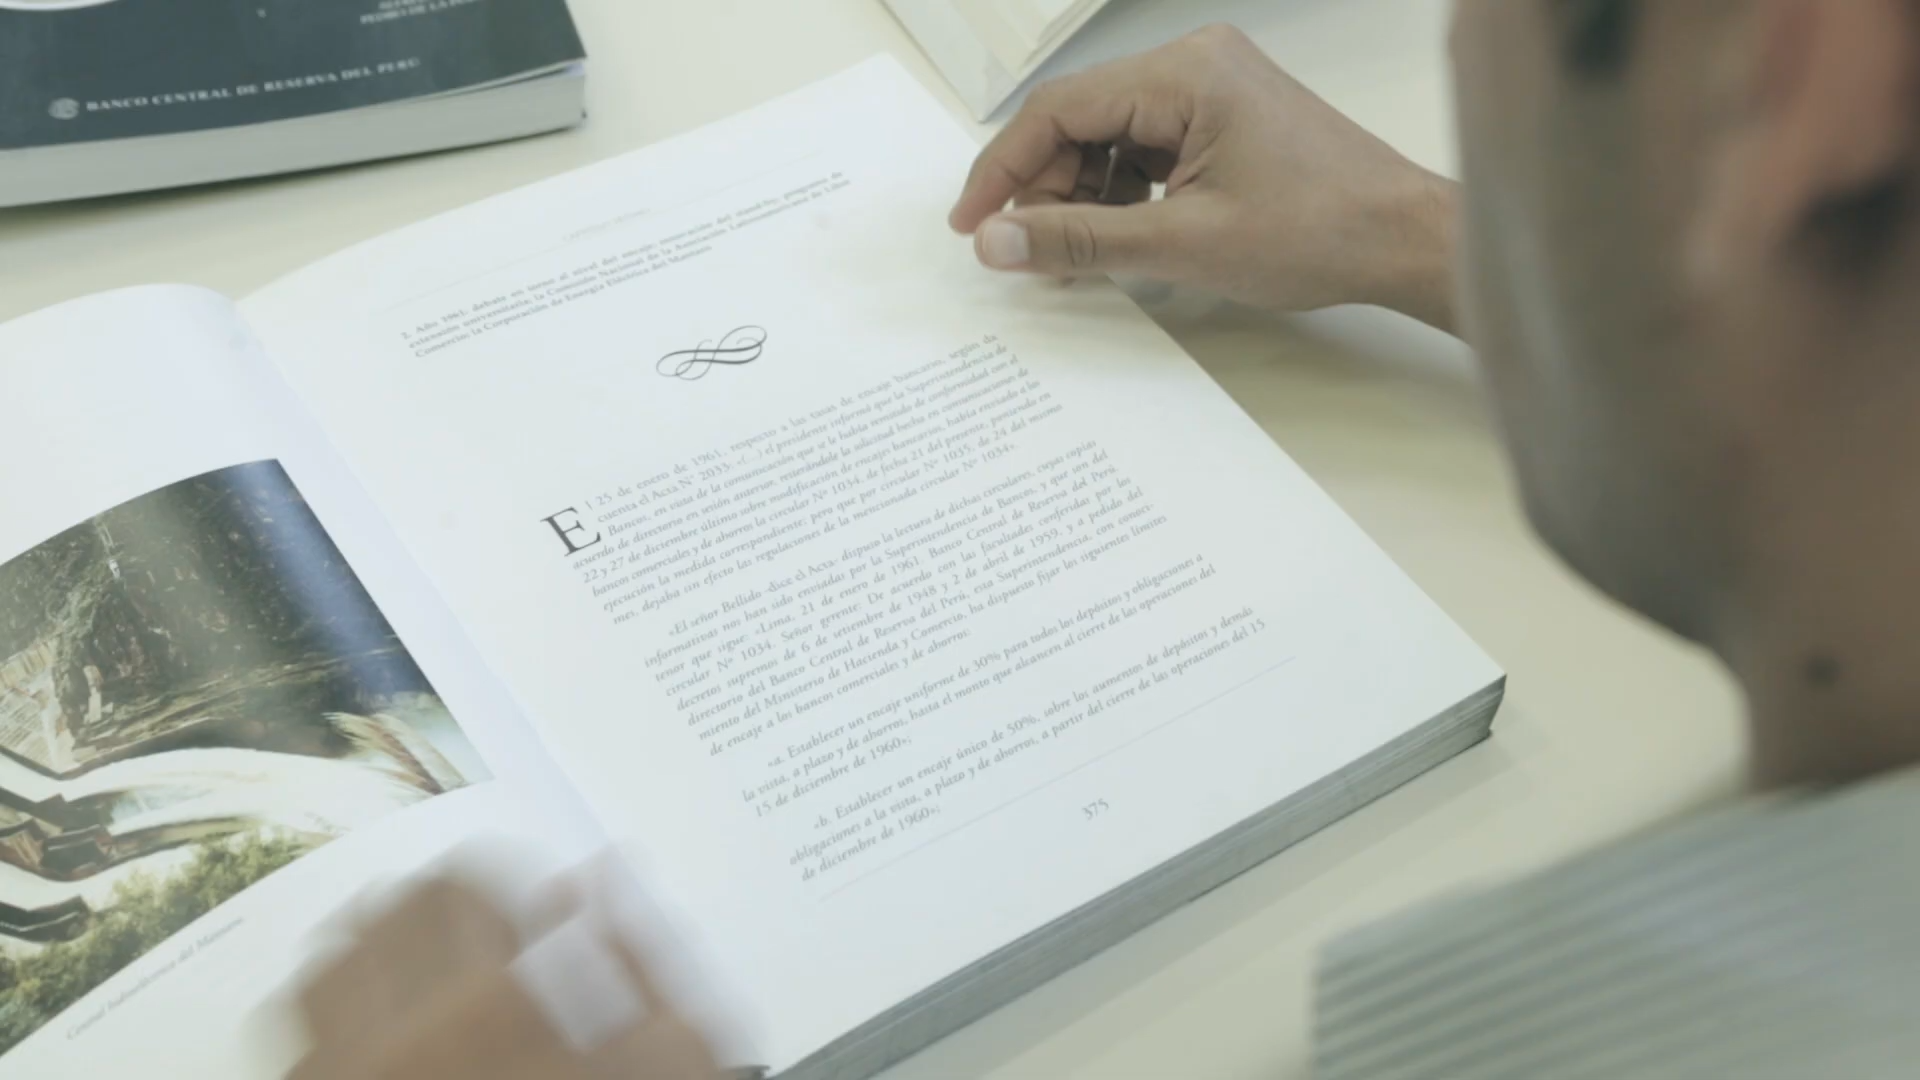 PEDRO DE LA
BANCO CENTRAL DE RESERVA DEL PERÚ
2. Año 1961: debate en torno al nivel del encaje; renovación del stand-by; programa de
extensión universitaria; la Comisión Nacional de la Asociación Latinoamericana de Libre
Comercio; la Corporación de Energía Eléctrica del Mantaro
El 25 de enero de 1961, respecto a las tasas de encaje bancario, según da
cuenta el Acta Nº 2033: «(...) el presidente informó que la Superintendencia de
Bancos, en vista de la comunicación que se le había remitido de conformidad con el
acuerdo de directorio en sesión anterior, reiterándole la solicitud hecha en comunicaciones de
22 y 27 de diciembre último sobre modificación de encajes bancarios, había enviado a los
bancos comerciales y de ahorros la circular Nº 1034, de fecha 21 del presente, poniendo en
ejecución la medida correspondiente; pero que por circular Nº 1035, de 24 del mismo
mes, dejaba sin efecto las regulaciones de la mencionada circular Nº 1034».
«El señor Bellido -dice el Acta- dispuso la lectura de dichas circulares, cuyas copias
informativas nos han sido enviadas por la Superintendencia de Bancos, y que son del
tenor que sigue: «Lima, 21 de enero de 1961. Banco Central de Reserva del Perú,
circular Nº 1034. Señor gerente: De acuerdo con las facultades conferidas por los
decretos supremos de 6 de setiembre de 1948 y 2 de abril de 1959, y a pedido del
directorio del Banco Central de Reserva del Perú, esta Superintendencia, con conoci-
miento del Ministerio de Hacienda y Comercio, ha dispuesto fijar los siguientes límites
de encaje a los bancos comerciales y de ahorros:
«a. Establecer un encaje uniforme de 30% para todos los depósitos y obligaciones a
la vista, a plazo y de ahorros, hasta el monto que alcancen al cierre de las operaciones del
15 de diciembre de 1960»;
«b. Establecer un encaje único de 50%, sobre los aumentos de depósitos y demás
obligaciones a la vista, a plazo y de ahorros, a partir del cierre de las operaciones del 15
de diciembre de 1960»;
375
Central hidroeléctrica del Mantaro